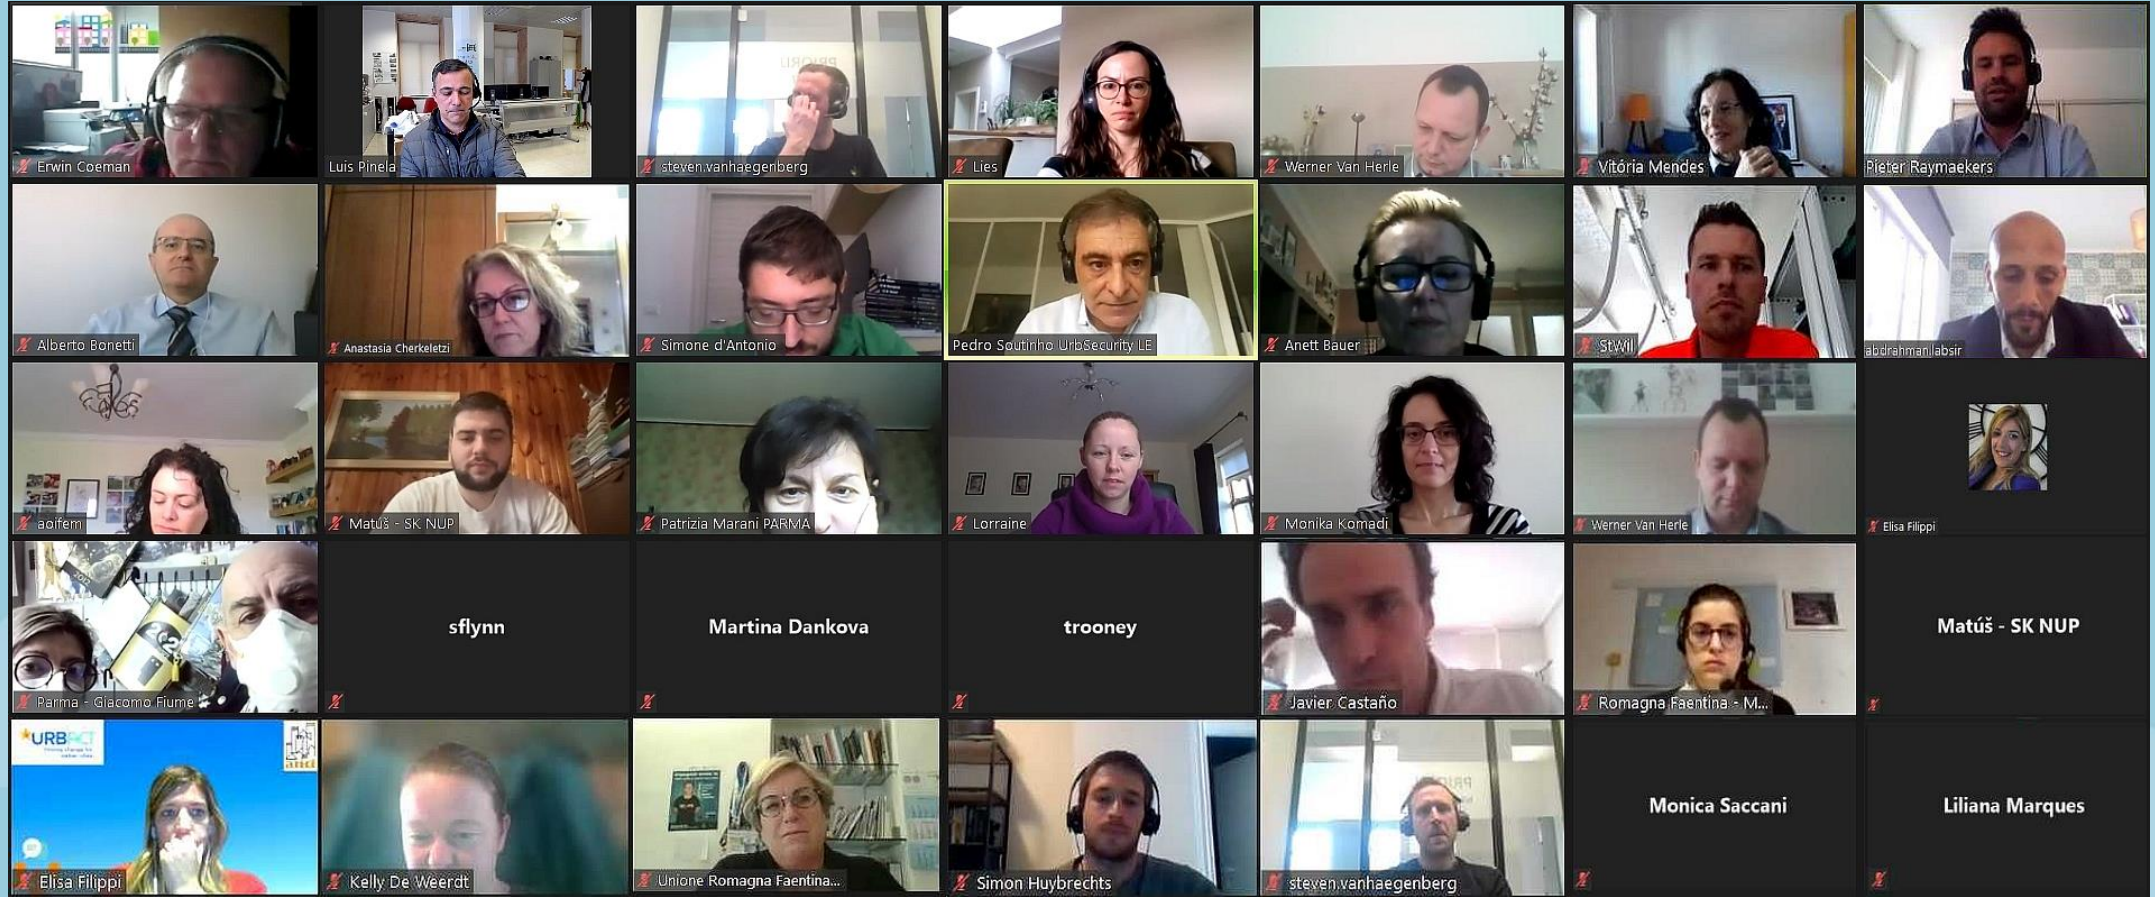 Erwin Coeman
Luis Pinela
steven.vanhaegenberg
Lies
Werner Van Herle
Vitória Mendes
Pieter Raymaekers
Alberto Bonetti
Anastasia Cherkeletzi
Simone d'Antonio
Pedro Soutinho UrbSecurity LE
Anett Bauer
StWil
abdrahman.labsir
aoifem
Matúš - SK NUP
Patrizia Marani PARMA
Lorraine
Monika Komadi
Werner Van Herle
Elisa Filippi
Parma - Giacomo Fiume
sflynn
Martina Dankova
trooney
Javier Castaño
Romagna Faentina - M...
Matúš - SK NUP
URBACT
anci
Elisa Filippi
Kelly De Weerdt
Unione Romagna Faentina...
Simon Huybrechts
steven.vanhaegenberg
Monica Saccani
Liliana Marques